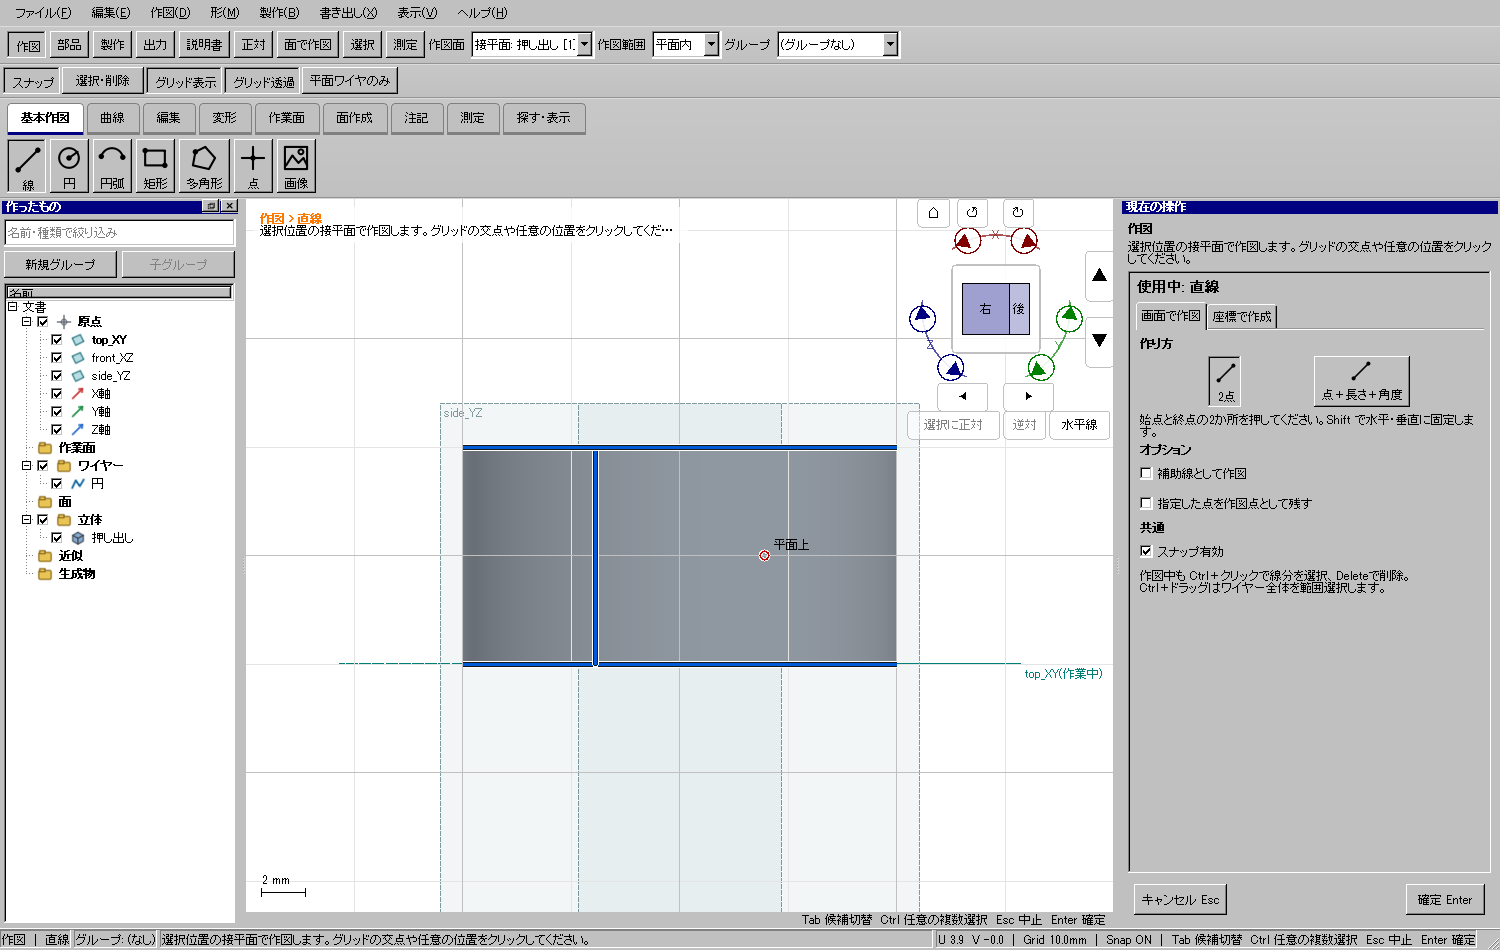 ファイル(F) 編集(E) 作図(D) 形(M) 製作(B) 書き出し(X) 表示(V) ヘルプ(H)
作図 部品 製作 出力 説明書 正対 面で作図 選択 測定 作図面 接平面: 押し出し [1] 作図範囲 平面内 グループ (グループなし)
スナップ 選択・削除 グリッド表示 グリッド透過 平面ワイヤのみ
基本作図 曲線 編集 変形 作業面 面作成 注記 測定 探す・表示
線 円 円弧 矩形 多角形 点 画像
作ったもの
名前・種類で絞り込み
新規グループ 子グループ
名前
文書
原点
top_XY
front_XZ
side_YZ
X軸
Y軸
Z軸
作業面
ワイヤー
円
面
立体
押し出し
近似
生成物
作図 > 直線
選択位置の接平面で作図します。グリッドの交点や任意の位置をクリックしてくだ…
X
Z
Y
右 後
選択に正対 逆対 水平線
side_YZ
平面上
top_XY(作業中)
2 mm
Tab 候補切替 Ctrl 任意の複数選択 Esc 中止 Enter 確定
現在の操作
作図
選択位置の接平面で作図します。グリッドの交点や任意の位置をクリック
してください。
使用中: 直線
画面で作図 座標で作成
作り方
2点 点+長さ+角度
始点と終点の2か所を押してください。Shift で水平・垂直に固定しま
す。
オプション
補助線として作図
指定した点を作図点として残す
共通
スナップ有効
作図中も Ctrl+クリックで線分を選択、Deleteで削除。
Ctrl+ドラッグはワイヤー全体を範囲選択します。
キャンセル Esc 確定 Enter
作図 | 直線 グループ: (なし) 選択位置の接平面で作図します。グリッドの交点や任意の位置をクリックしてください。 U 3.9 V -0.0 | Grid 10.0mm | Snap ON | Tab 候補切替 Ctrl 任意の複数選択 Esc 中止 Enter 確定